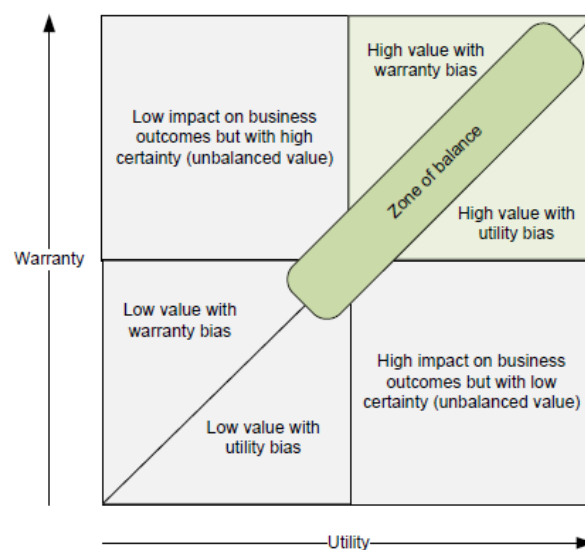 High value with
warranty bias
Low impact on business
outcomes but with high
certainty (unbalanced value)
Zone of balance
High value with
utility bias
Warranty
Low value with
warranty bias
High impact on business
outcomes but with low
certainty (unbalanced value)
Low value with
utility bias
Utility